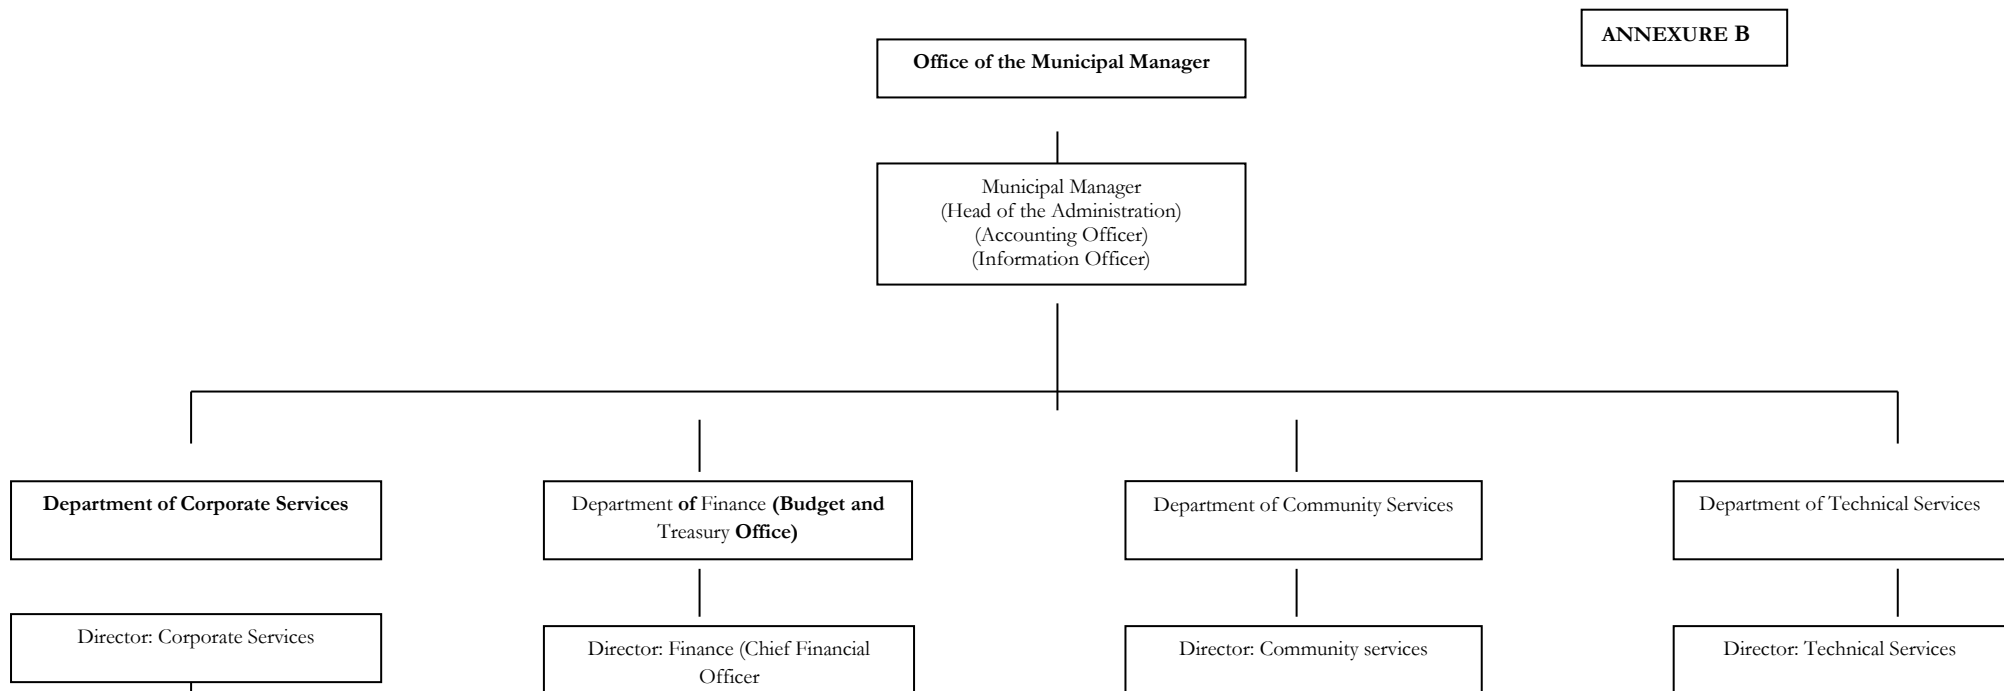 ANNEXURE B
Office of the Municipal Manager
Municipal Manager
(Head of the Administration)
(Accounting Officer)
(Information Officer)
Department of Corporate Services
Department of Finance (Budget and
Treasury Office)
Department of Community Services
Department of Technical Services
Director: Corporate Services
Director: Finance (Chief Financial
Officer
Director: Community services
Director: Technical Services